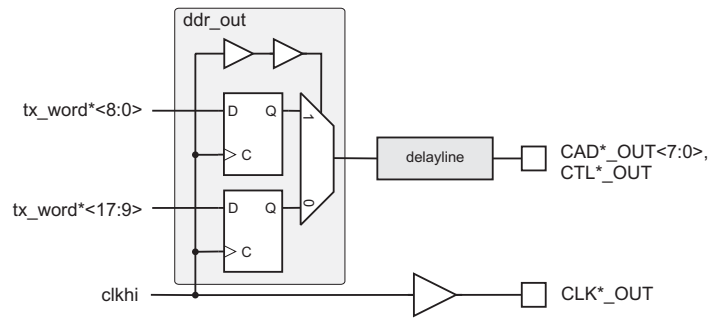 ddr_out
tx_word*<8:0>
D
Q
C
1
tx_word*<17:9>
D
Q
C
0
delayline
CAD*_OUT<7:0>,
CTL*_OUT
clkhi
CLK*_OUT